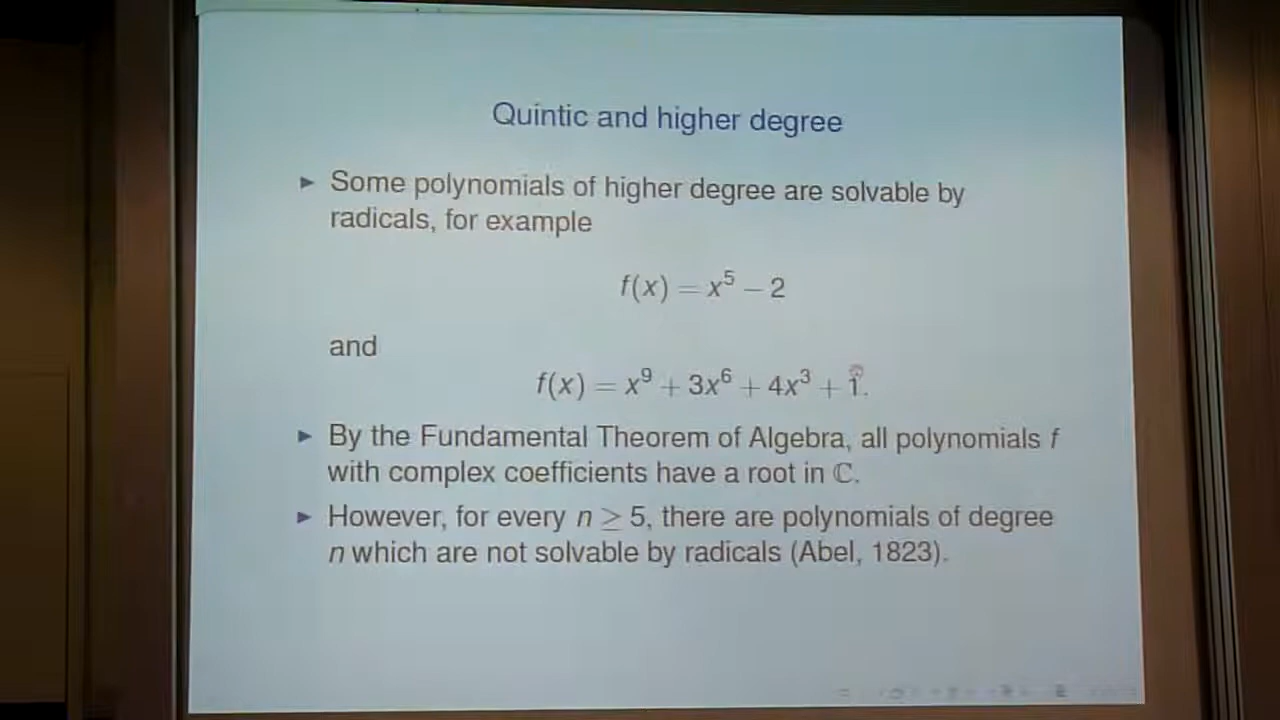 Quintic and higher degree
► Some polynomials of higher degree are solvable by
radicals, for example
f(x) = x⁵ − 2
and
f(x) = x⁹ + 3x⁶ + 4x³ + 1.
► By the Fundamental Theorem of Algebra, all polynomials f
with complex coefficients have a root in ℂ.
► However, for every n ≥ 5, there are polynomials of degree
n which are not solvable by radicals (Abel, 1823).